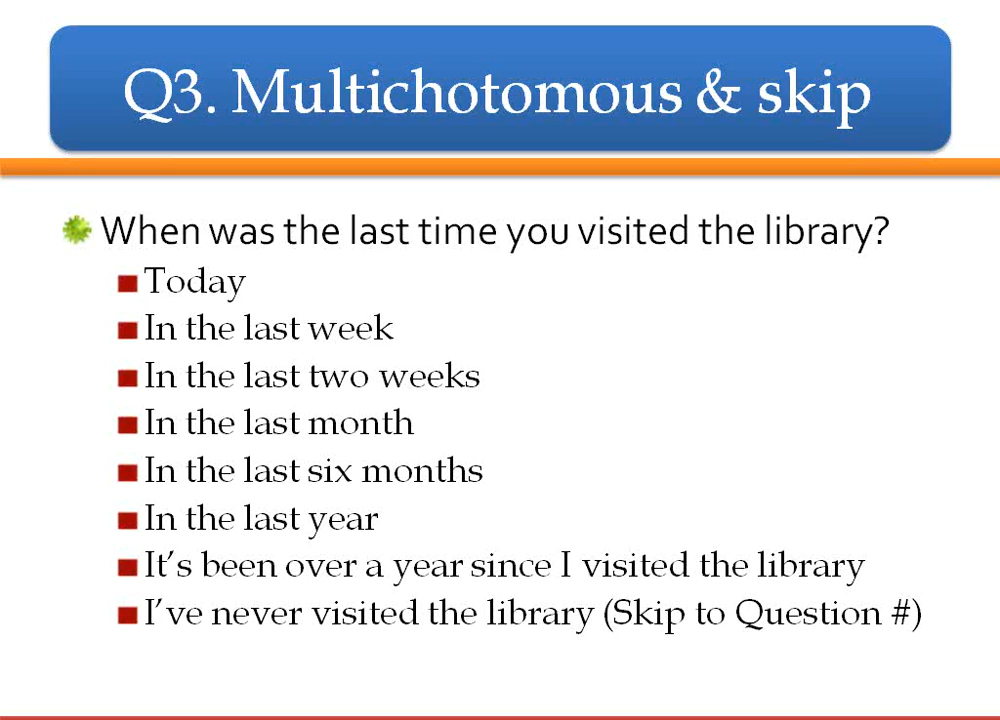 Q3. Multichotomous & skip
When was the last time you visited the library?
Today
In the last week
In the last two weeks
In the last month
In the last six months
In the last year
It’s been over a year since I visited the library
I’ve never visited the library (Skip to Question #)